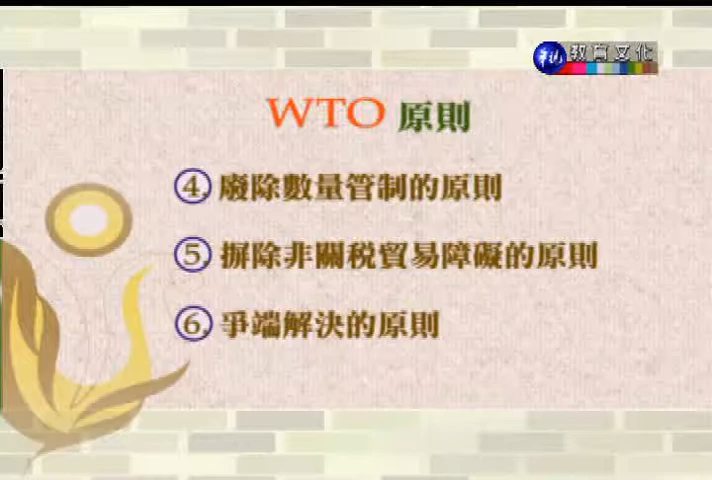 華視 教育文化
WTO 原則
④ 廢除數量管制的原則
⑤ 摒除非關稅貿易障礙的原則
⑥ 爭端解決的原則